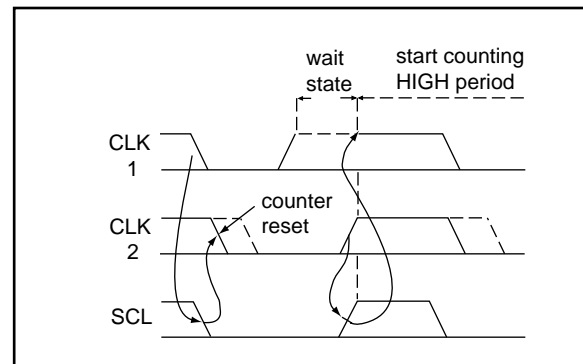 wait
state
start counting
HIGH period
CLK
1
counter
reset
CLK
2
SCL